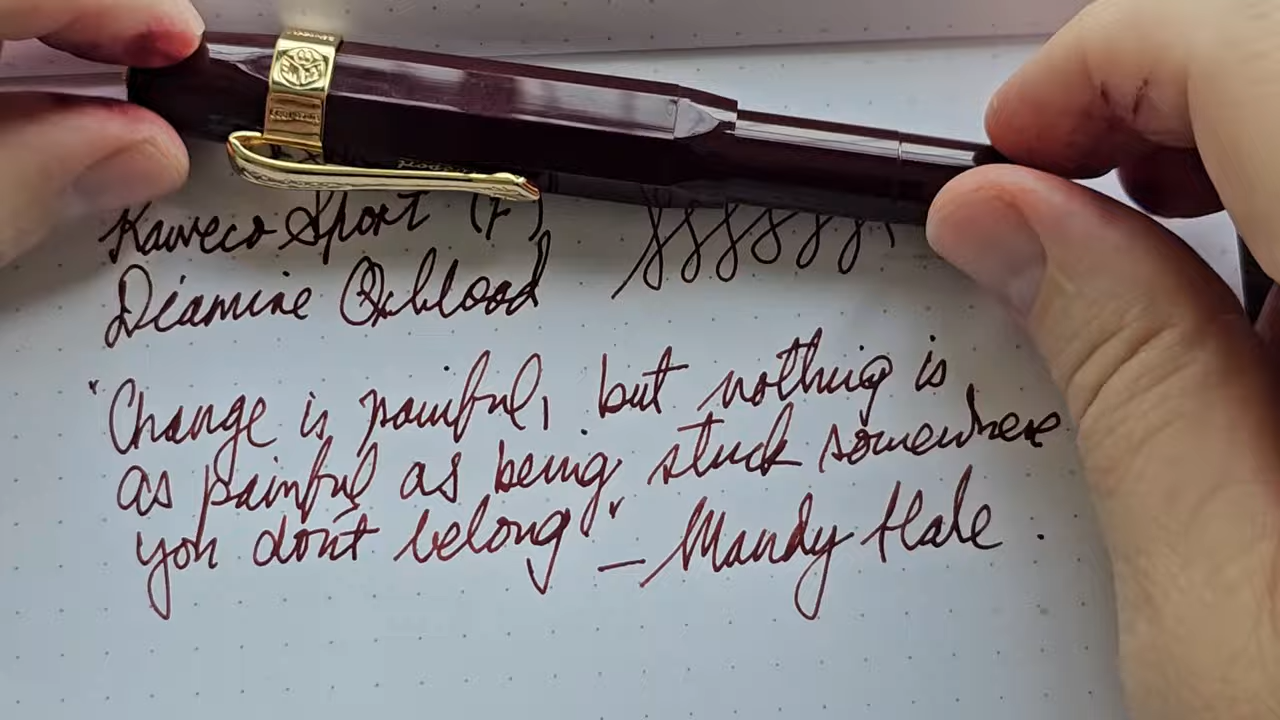 Kaweco Sport (F)
Diamine Oxblood
"Change is painful, but nothing is
as painful as being stuck somewhere
you don't belong" – Mandy Hale.